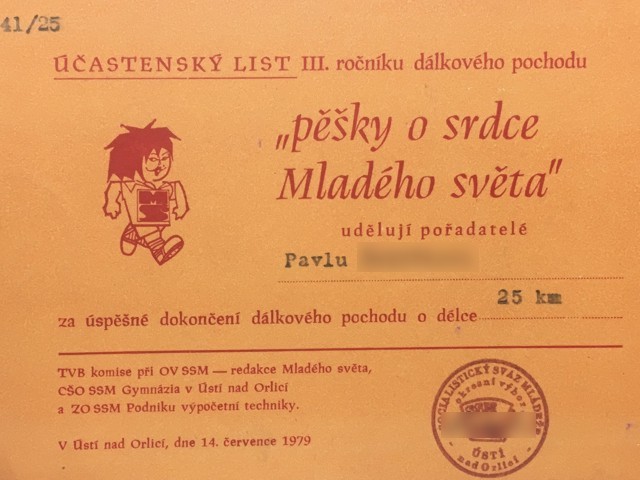 41/25
ÚČASTENSKÝ LIST III. ročníku dálkového pochodu
„pěšky o srdce
Mladého světa"
udělují pořadatelé
MS
Pavlu
25 km
za úspěšné dokončení dálkového pochodu o délce
TVB komise při OV SSM — redakce Mladého světa,
CŠO SSM Gymnázia v Ústí nad Orlicí
a ZO SSM Podniku výpočetní techniky.
V Ústí nad Orlicí, dne 14. července 1979
SOCIALISTICKÝ SVAZ MLÁDEŽE
okresní výbor
ÚSTÍ
nad Orlicí